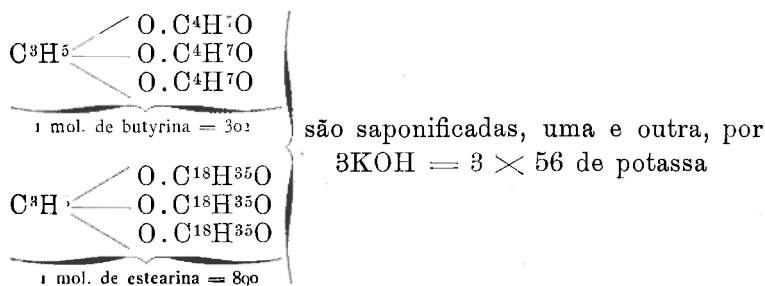 O.C⁴H⁷O
C³H⁵ O.C⁴H⁷O
O.C⁴H⁷O
1 mol. de butyrina = 302
são saponificadas, uma e outra, por
3KOH = 3 × 56 de potassa
O.C¹⁸H³⁵O
C³H O.C¹⁸H³⁵O
O.C¹⁸H³⁵O
1 mol. de estearina = 890